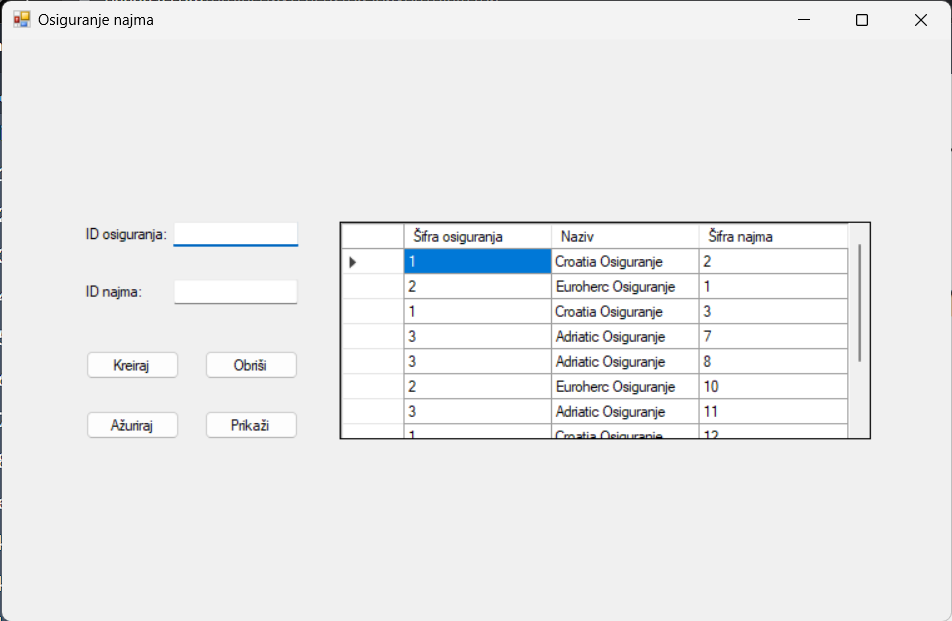 Osiguranje najma
ID osiguranja:
ID najma:
Kreiraj Obriši
Ažuriraj Prikaži
Šifra osiguranja Naziv Šifra najma
1 Croatia Osiguranje 2
2 Euroherc Osiguranje 1
1 Croatia Osiguranje 3
3 Adriatic Osiguranje 7
3 Adriatic Osiguranje 8
2 Euroherc Osiguranje 10
3 Adriatic Osiguranje 11
1 Croatia Osiguranje 12